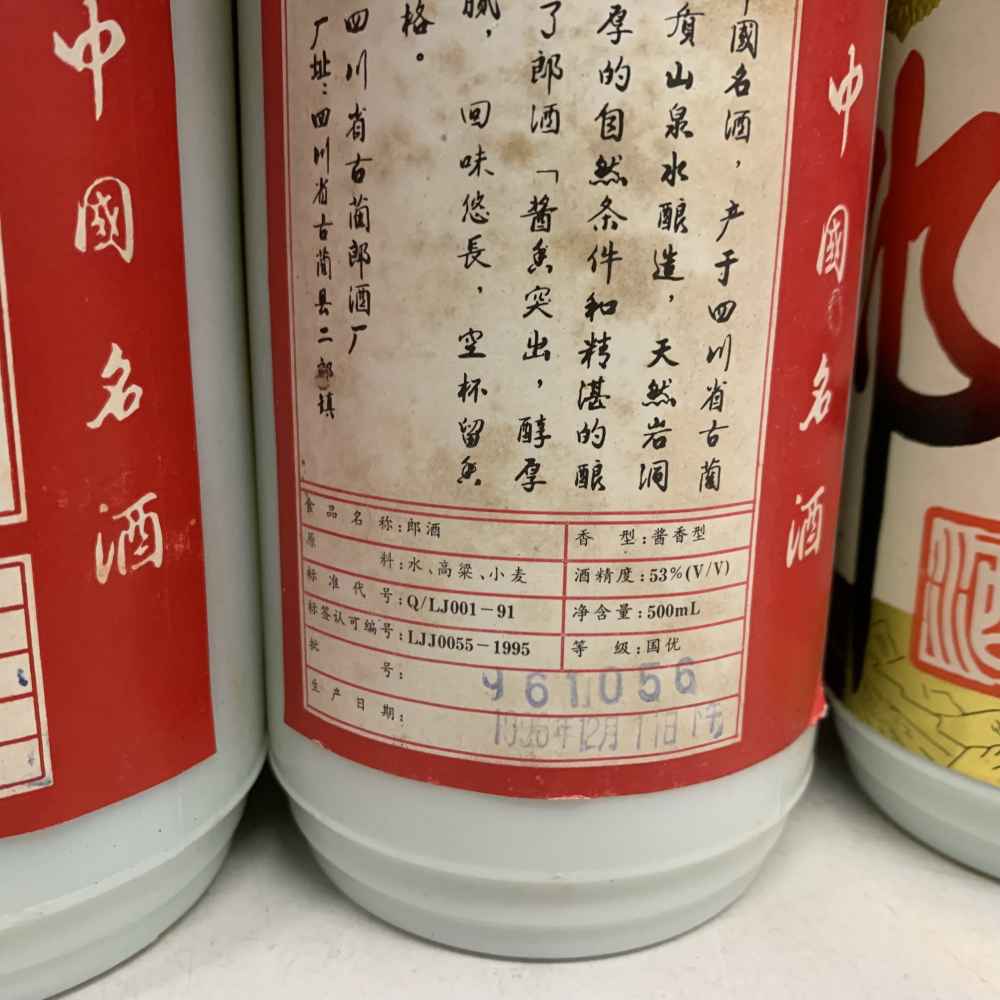 中國名酒
國名酒，产于四川省古蔺
山泉水酿造，天然岩洞
厚的自然条件和精湛的酿
了郎酒「酱香突出，醇厚
腻，回味悠長，空杯留香
格。
四川省古蔺郎酒厂
厂址：四川省古蔺县二郎镇
食品名称：郎酒
香型：酱香型
原料：水、高粱、小麦
酒精度：53%(V/V)
标准代号：Q/LJ001－91
净含量：500mL
标签认可编号：LJJ0055－1995
等级：国优
批号：961056
生产日期：1996年12月11日
中國名酒
酒